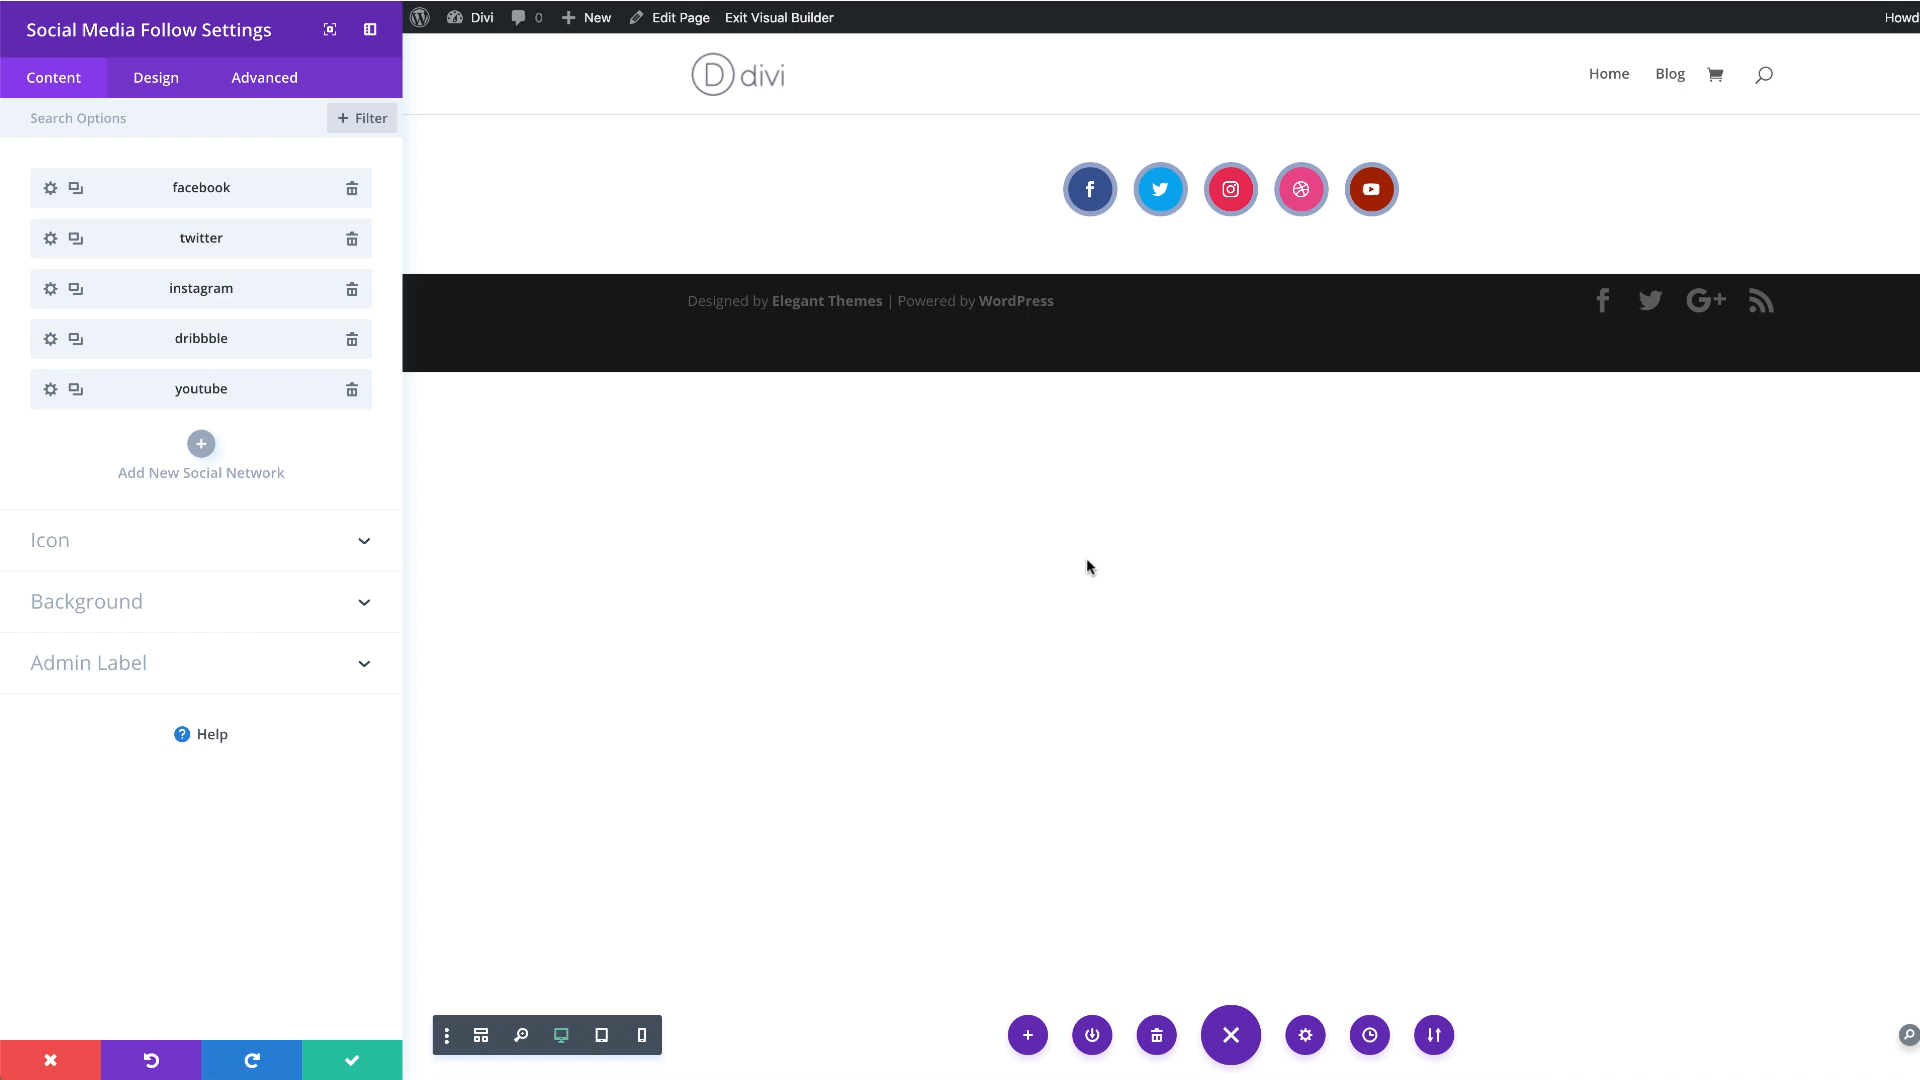 Social Media Follow Settings
Content Design Advanced
Search Options
+ Filter
facebook
twitter
instagram
dribbble
youtube
Add New Social Network
Icon
Background
Admin Label
? Help
Divi 0 New Edit Page Exit Visual Builder
Howd
D divi
Home Blog
Designed by Elegant Themes | Powered by WordPress
G+